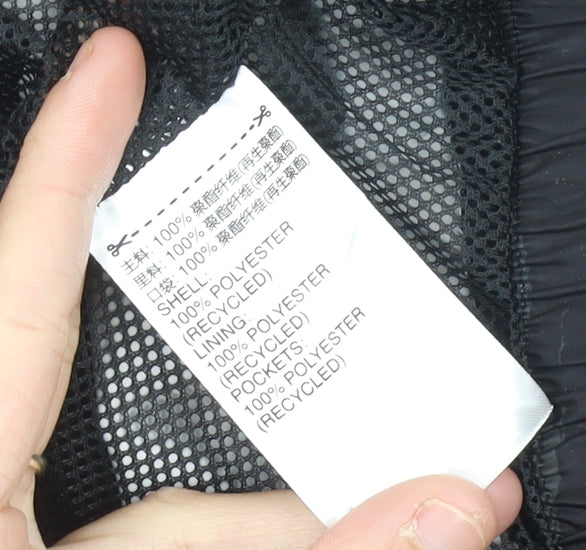 主料: 100% 聚酯纤维(再生聚酯)
里料: 100% 聚酯纤维(再生聚酯)
口袋: 100% 聚酯纤维(再生聚酯)
SHELL:
100% POLYESTER
(RECYCLED)
LINING:
100% POLYESTER
(RECYCLED)
POCKETS:
100% POLYESTER
(RECYCLED)